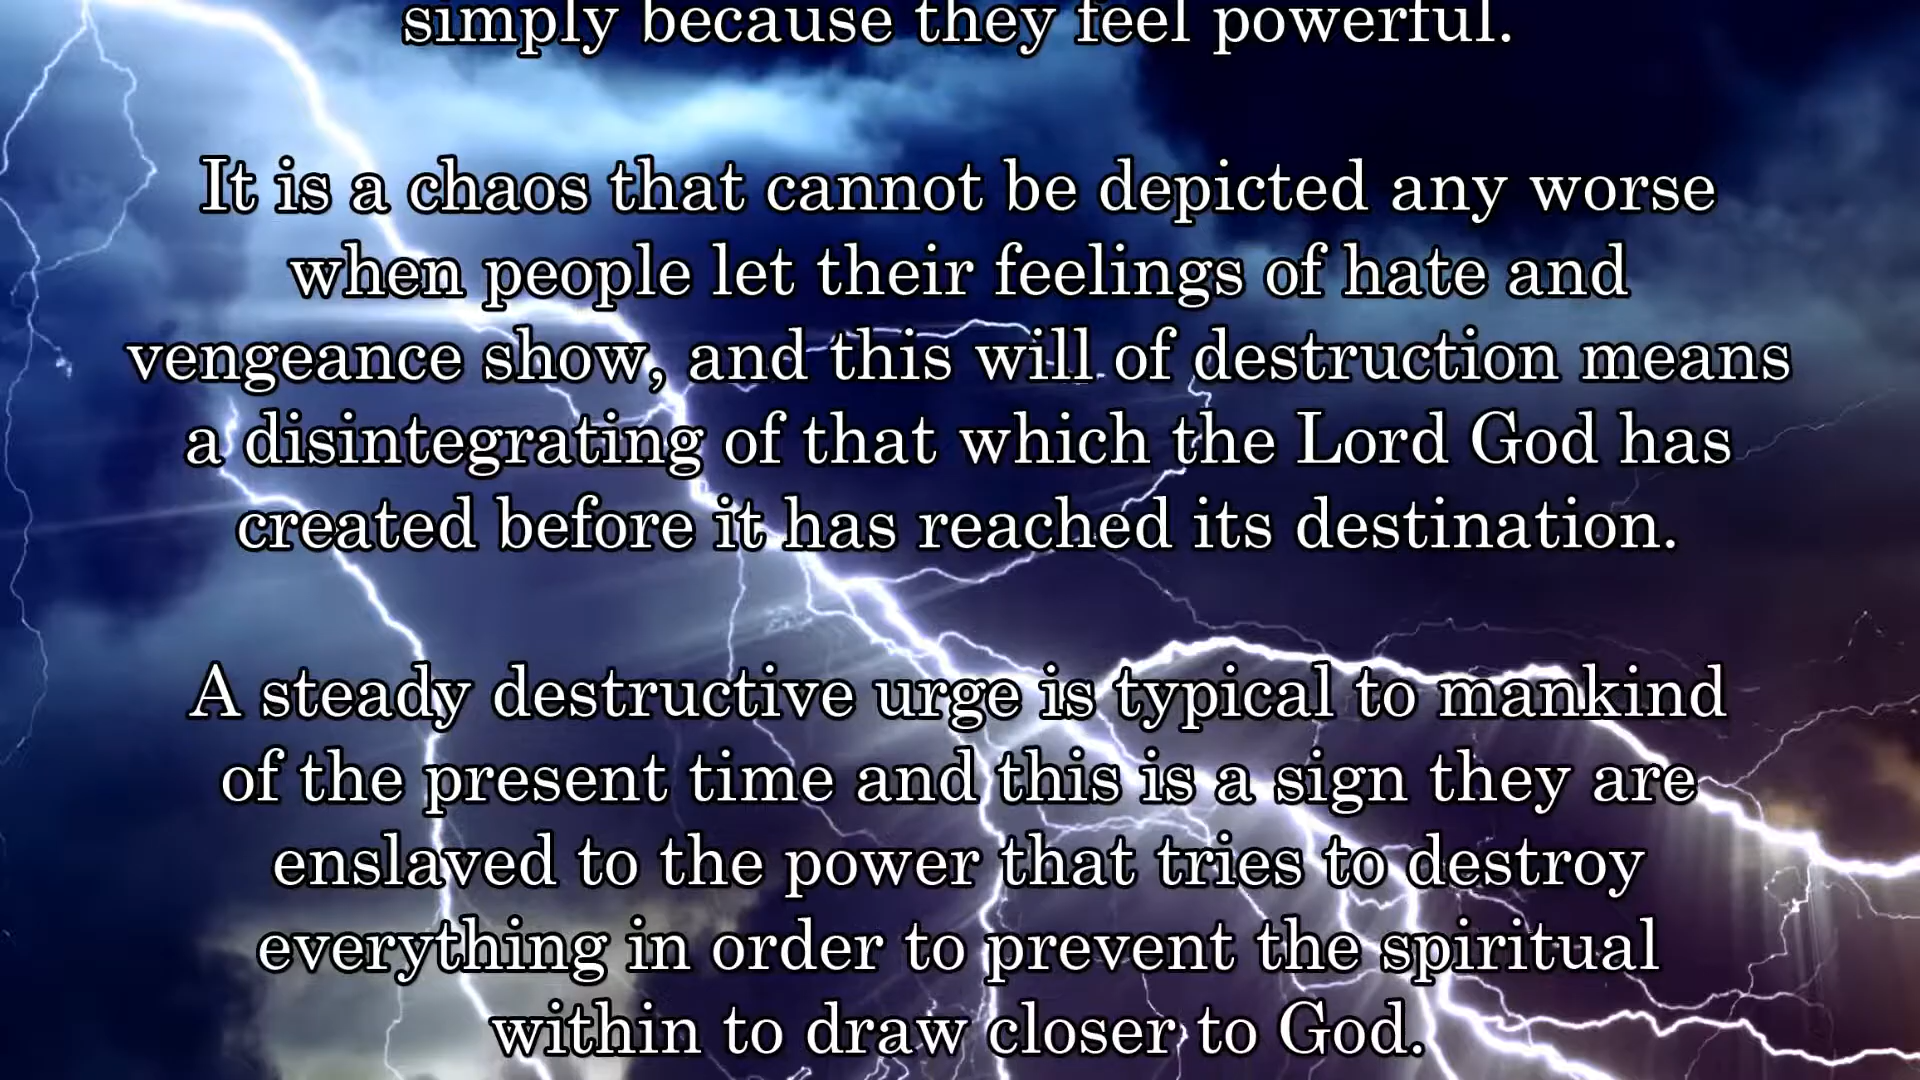 simply because they feel powerful.
It is a chaos that cannot be depicted any worse
when people let their feelings of hate and
vengeance show, and this will of destruction means
a disintegrating of that which the Lord God has
created before it has reached its destination.
A steady destructive urge is typical to mankind
of the present time and this is a sign they are
enslaved to the power that tries to destroy
everything in order to prevent the spiritual
within to draw closer to God.